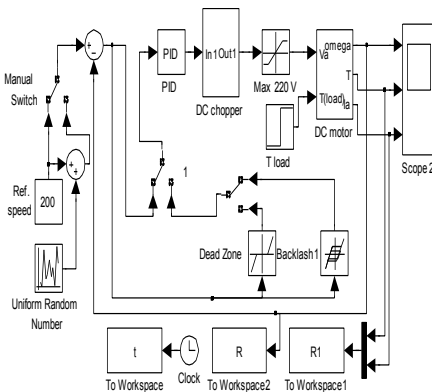 omega
Va
PID
In1 Out1
T
T(load)
Ia
Manual
Switch
PID
DC chopper
Max 220 V
DC motor
T load
Scope 2
1
Ref.
speed
200
Dead Zone
Backlash1
Uniform Random
Number
t
R
R1
To Workspace
Clock
To Workspace2
To Workspace1